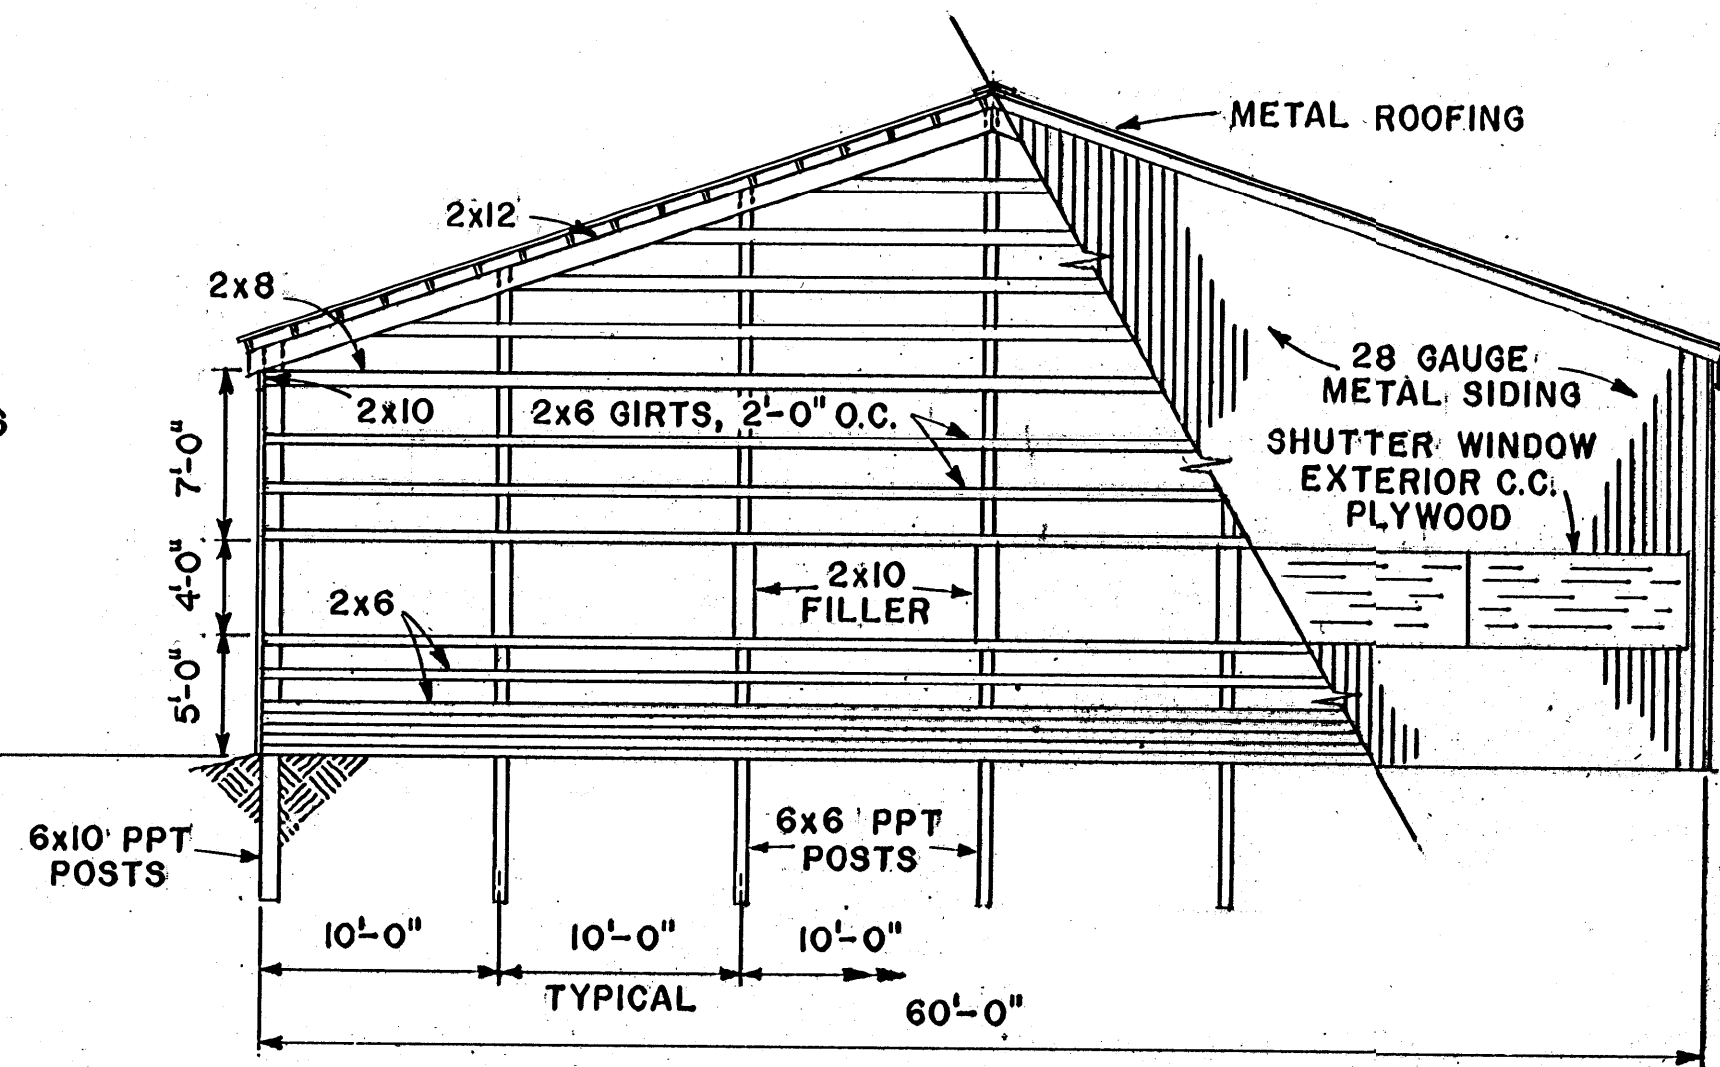 METAL ROOFING
2x12
2x8
28 GAUGE
METAL SIDING
2x10
2x6 GIRTS, 2'-0" O.C.
SHUTTER WINDOW
EXTERIOR C.C.
PLYWOOD
7'-0"
4'-0"
5'-0"
2x10
FILLER
2x6
6x10 PPT
POSTS
6x6 PPT
POSTS
10'-0"
10'-0"
10'-0"
TYPICAL
60'-0"